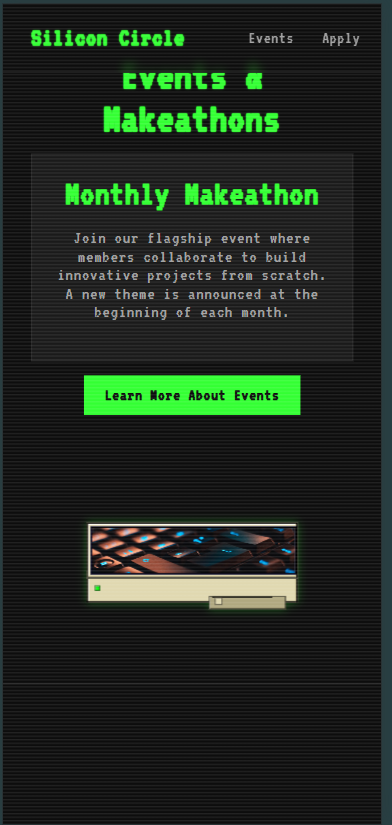 Silicon Circle
Events Apply
Events &
Makeathons
Monthly Makeathon
Join our flagship event where
members collaborate to build
innovative projects from scratch.
A new theme is announced at the
beginning of each month.
Learn More About Events